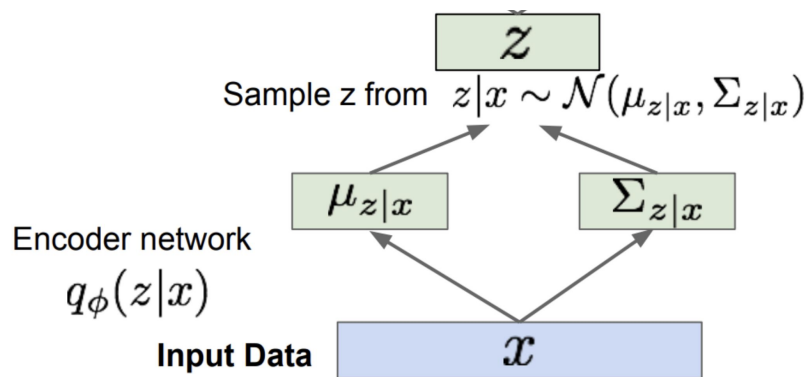 z
Sample z from z|x ∼ 𝒩(μ_{z|x}, Σ_{z|x})
μ_{z|x} Σ_{z|x}
Encoder network
q_ϕ(z|x)
Input Data x